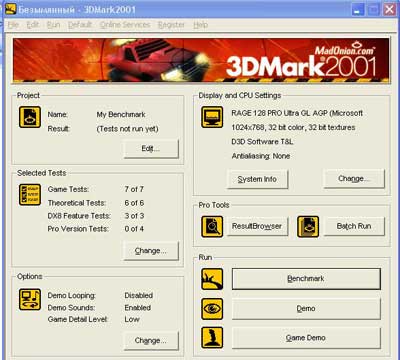 Безымянный - 3DMark2001
File Edit Run Default Online Services Register Help
MadOnion.com
3DMark2001
Project
Name: My Benchmark
Result: (Tests not run yet)
Edit...
Selected Tests
Game Tests: 7 of 7
Theoretical Tests: 6 of 6
DX8 Feature Tests: 3 of 3
Pro Version Tests: 0 of 4
Change...
Options
Demo Looping: Disabled
Demo Sounds: Enabled
Game Detail Level: Low
Change...
Display and CPU Settings
RAGE 128 PRO Ultra GL AGP (Microsoft
1024x768, 32 bit color, 32 bit textures
D3D Software T&L
Antialiasing: None
System Info Change...
Pro Tools
ResultBrowser Batch Run
Run
Benchmark
Demo
Game Demo